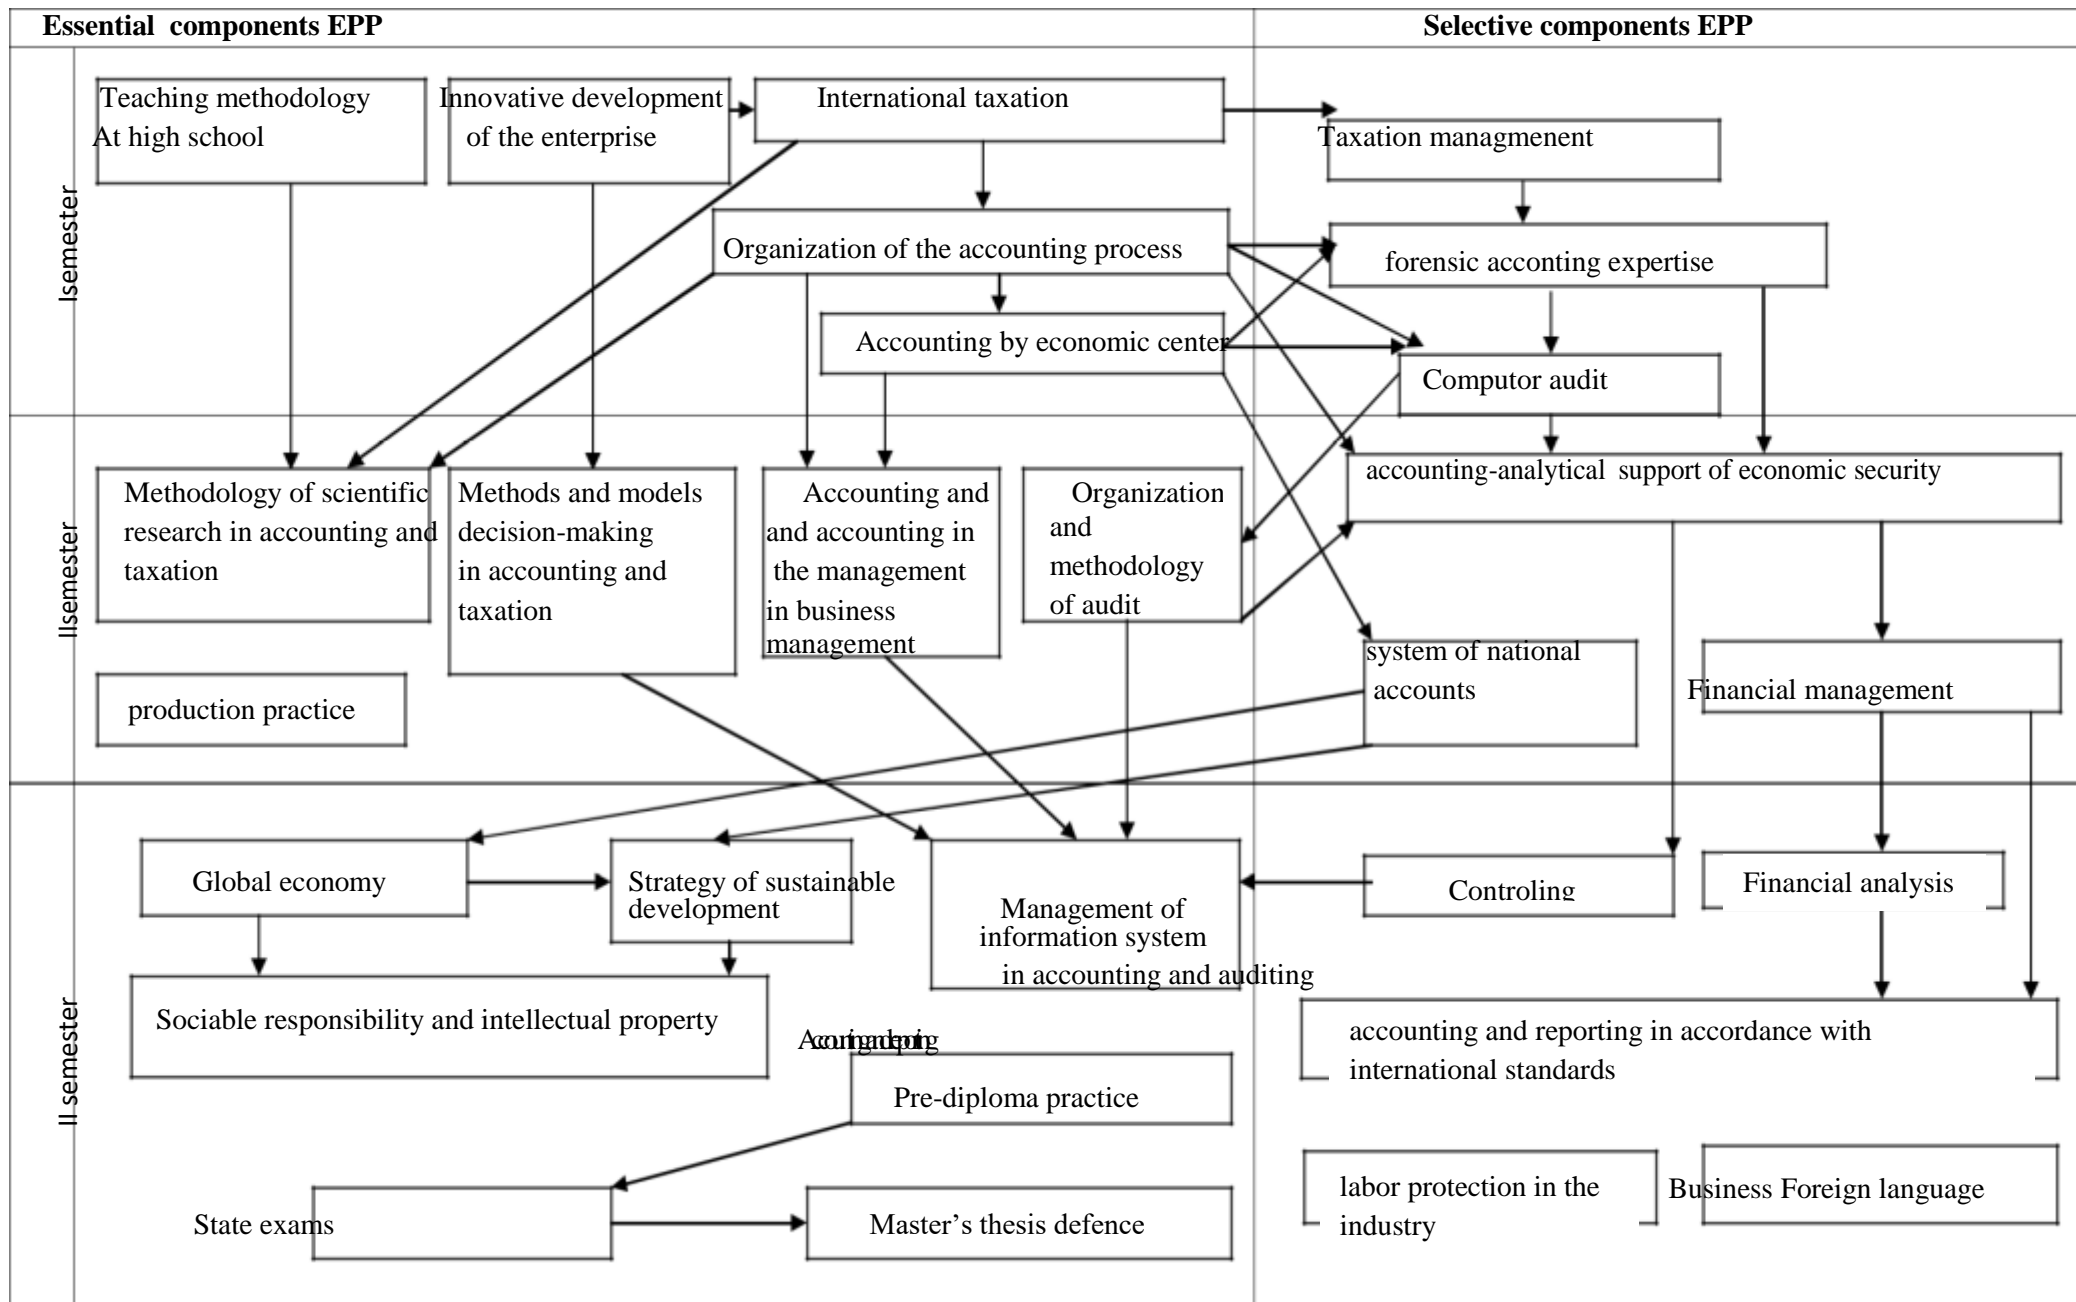 Essential components EPP
Selective components EPP
Isemester
Teaching methodology
At high school
Innovative development
of the enterprise
International taxation
Taxation managmenent
Organization of the accounting process
forensic acconting expertise
Accounting by economic center
Computor audit
IIsemester
Methodology of scientific
research in accounting and
taxation
Methods and models
decision-making
in accounting and
taxation
Accounting and
and accounting in
the management
in business
management
Organization
and
methodology
of audit
accounting-analytical support of economic security
system of national
accounts
Financial management
production practice
III semester
Global economy
Strategy of sustainable
development
Management of
information system
in accounting and auditing
Controling
Financial analysis
Sociable responsibility and intellectual property
accounting and reporting in accordance with
international standards
Pre-diploma practice
labor protection in the
industry
Business Foreign language
State exams
Master’s thesis defence